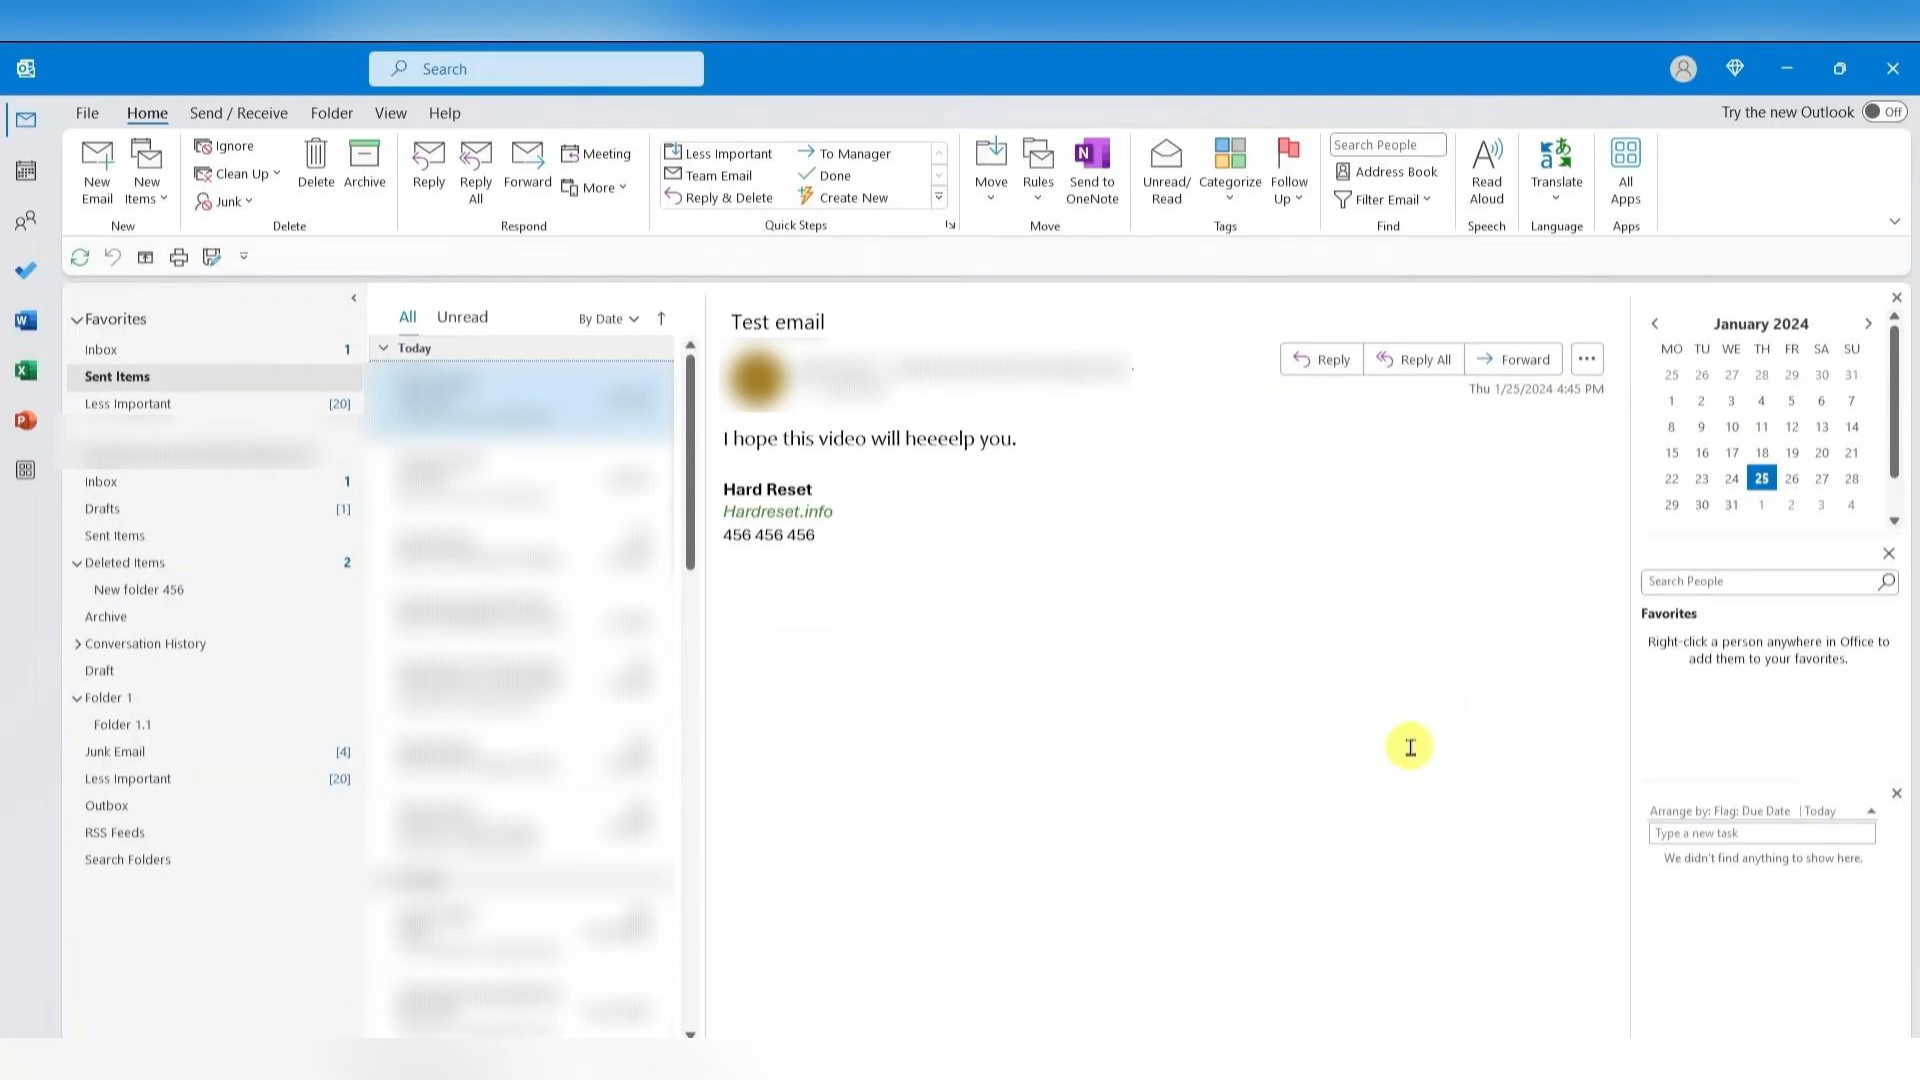 Search
File Home Send / Receive Folder View Help
Try the new Outlook Off
New Email
New Items
New
Ignore
Clean Up
Junk
Delete
Archive
Delete
Reply
Reply All
Forward
Meeting
More
Respond
Less Important
Team Email
Reply & Delete
To Manager
Done
Create New
Quick Steps
Move
Rules
Send to OneNote
Move
Unread/ Read
Categorize
Follow Up
Tags
Search People
Address Book
Filter Email
Find
Read Aloud
Speech
Translate
Language
All Apps
Apps
Favorites
Inbox 1
Sent Items
Less Important [20]
Inbox 1
Drafts [1]
Sent Items
Deleted Items 2
New folder 456
Archive
Conversation History
Draft
Folder 1
Folder 1.1
Junk Email [4]
Less Important [20]
Outbox
RSS Feeds
Search Folders
All Unread By Date
Today
Test email
Reply Reply All Forward
Thu 1/25/2024 4:45 PM
I hope this video will heeeelp you.
Hard Reset
Hardreset.info
456 456 456
January 2024
MO TU WE TH FR SA SU
25 26 27 28 29 30 31
1 2 3 4 5 6 7
8 9 10 11 12 13 14
15 16 17 18 19 20 21
22 23 24 25 26 27 28
29 30 31 1 2 3 4
Search People
Favorites
Right-click a person anywhere in Office to
add them to your favorites.
Arrange by: Flag: Due Date | Today
Type a new task
We didn't find anything to show here.